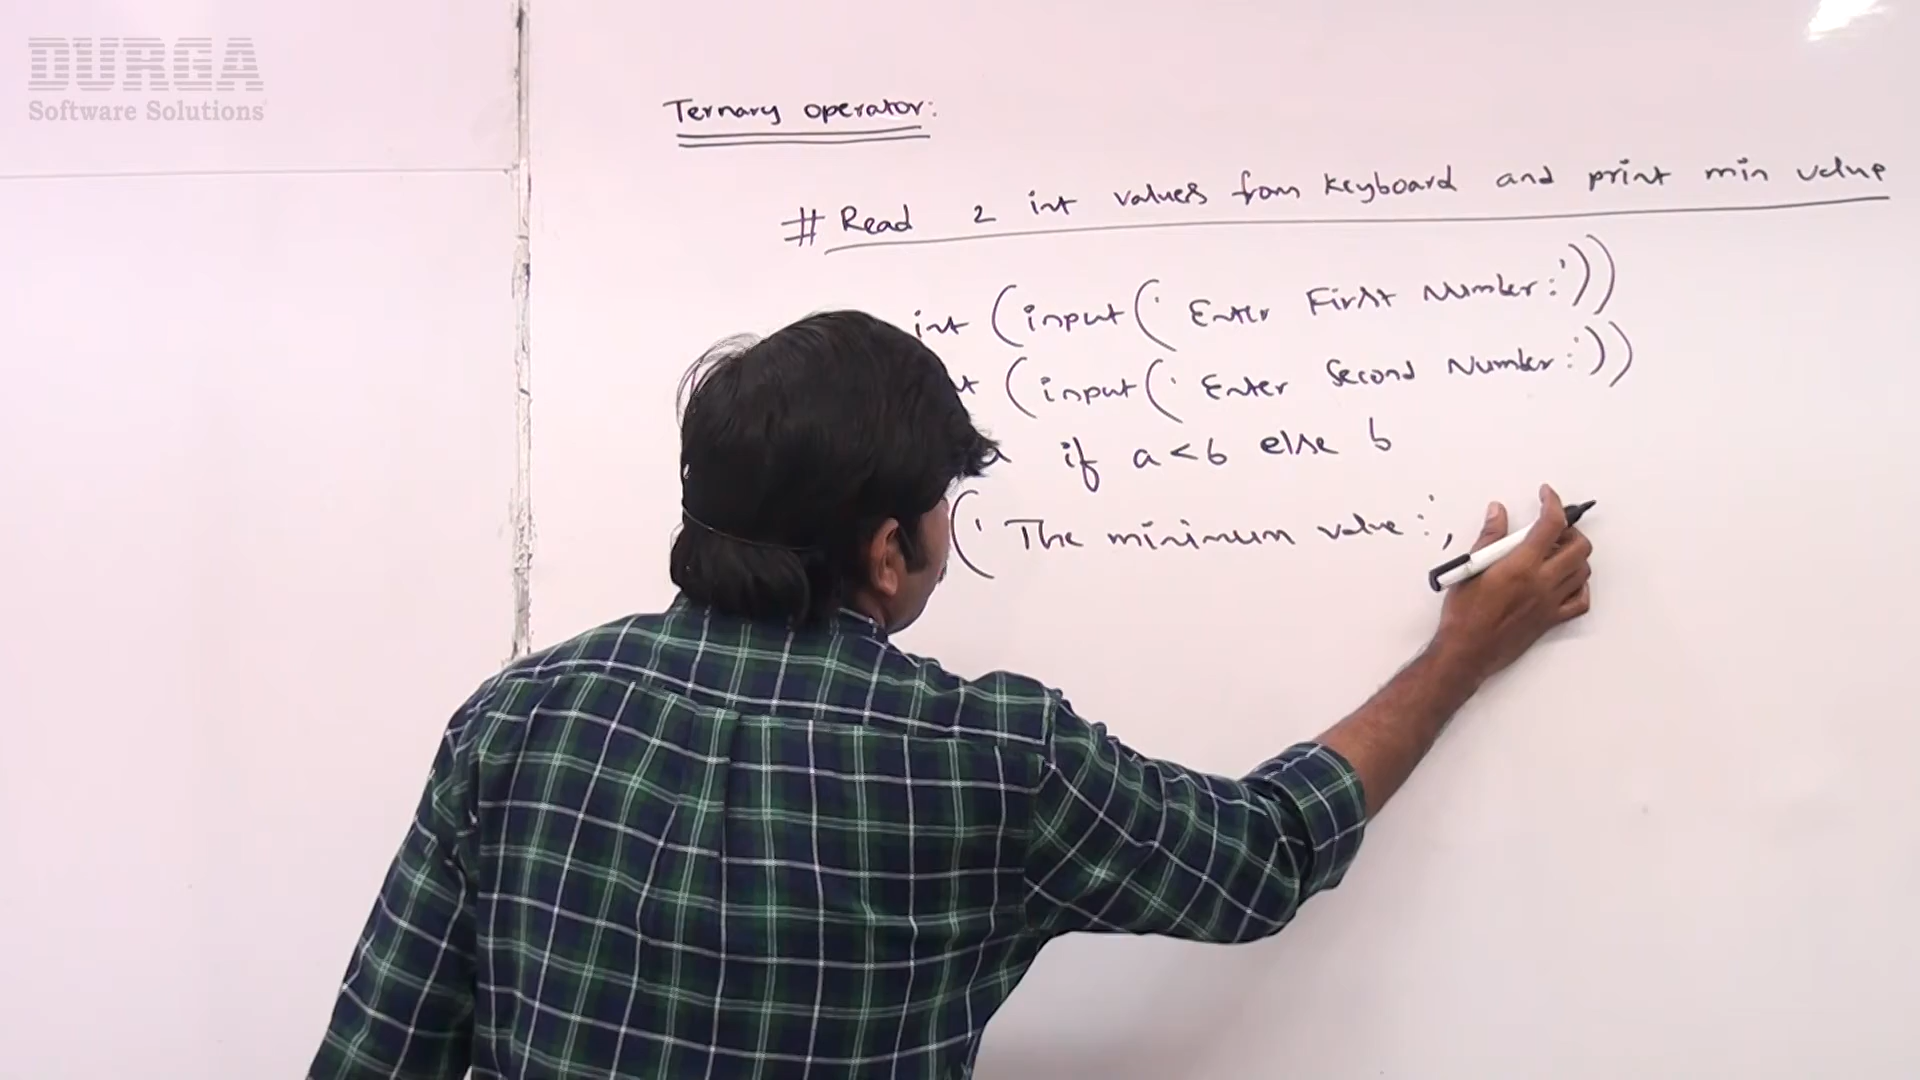 DURGA
Software Solutions
Ternary operator:
# Read 2 int values from keyboard and print min value
int (input(' Enter First Number:'))
(input(' Enter Second Number:'))
a if a<b else b
(' The minimum value:',